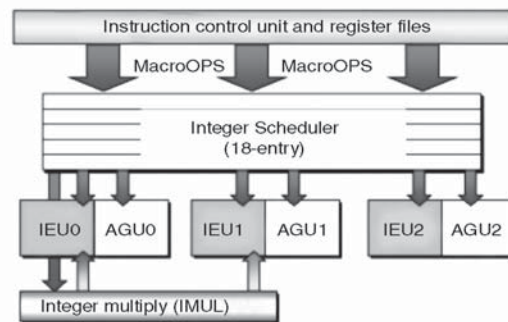 Instruction control unit and register files
MacroOPS MacroOPS
Integer Scheduler
(18-entry)
IEU0 AGU0 IEU1 AGU1 IEU2 AGU2
Integer multiply (IMUL)